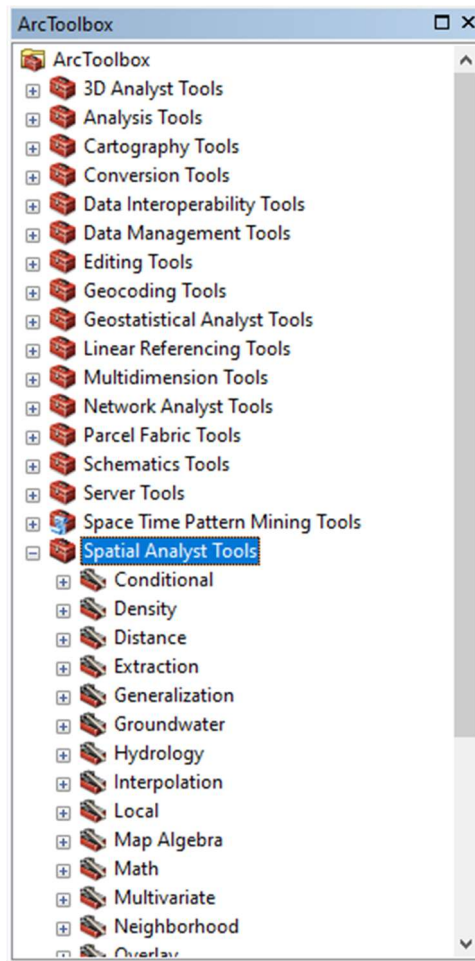 ArcToolbox
ArcToolbox
3D Analyst Tools
Analysis Tools
Cartography Tools
Conversion Tools
Data Interoperability Tools
Data Management Tools
Editing Tools
Geocoding Tools
Geostatistical Analyst Tools
Linear Referencing Tools
Multidimension Tools
Network Analyst Tools
Parcel Fabric Tools
Schematics Tools
Server Tools
Space Time Pattern Mining Tools
Spatial Analyst Tools
Conditional
Density
Distance
Extraction
Generalization
Groundwater
Hydrology
Interpolation
Local
Map Algebra
Math
Multivariate
Neighborhood
Overlay